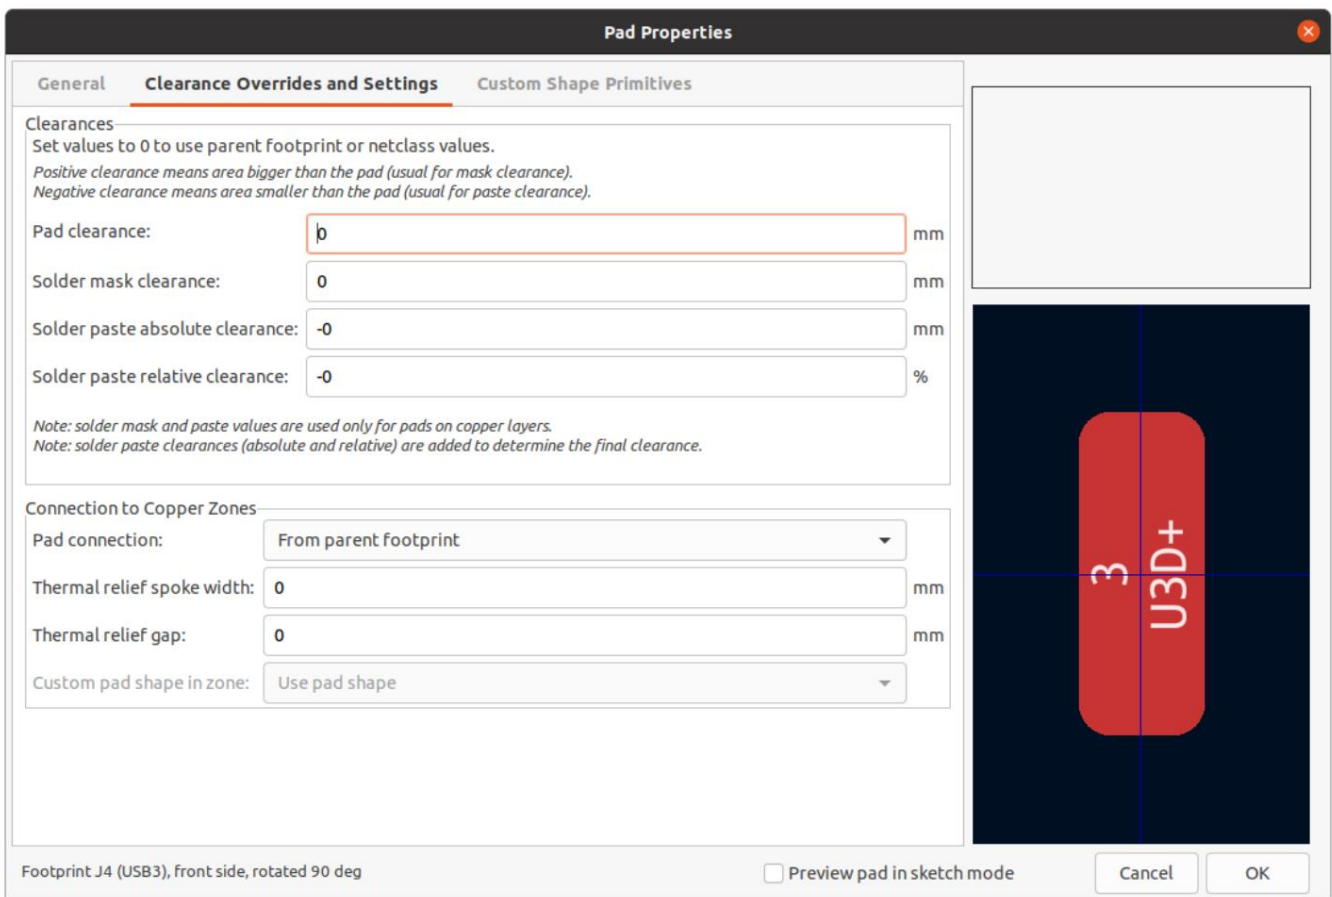 Pad Properties
General Clearance Overrides and Settings Custom Shape Primitives
Clearances
Set values to 0 to use parent footprint or netclass values.
Positive clearance means area bigger than the pad (usual for mask clearance).
Negative clearance means area smaller than the pad (usual for paste clearance).
Pad clearance: 0 mm
Solder mask clearance: 0 mm
Solder paste absolute clearance: -0 mm
Solder paste relative clearance: -0 %
Note: solder mask and paste values are used only for pads on copper layers.
Note: solder paste clearances (absolute and relative) are added to determine the final clearance.
Connection to Copper Zones
Pad connection: From parent footprint
Thermal relief spoke width: 0 mm
Thermal relief gap: 0 mm
Custom pad shape in zone: Use pad shape
3
U3D+
Footprint J4 (USB3), front side, rotated 90 deg
Preview pad in sketch mode
Cancel OK